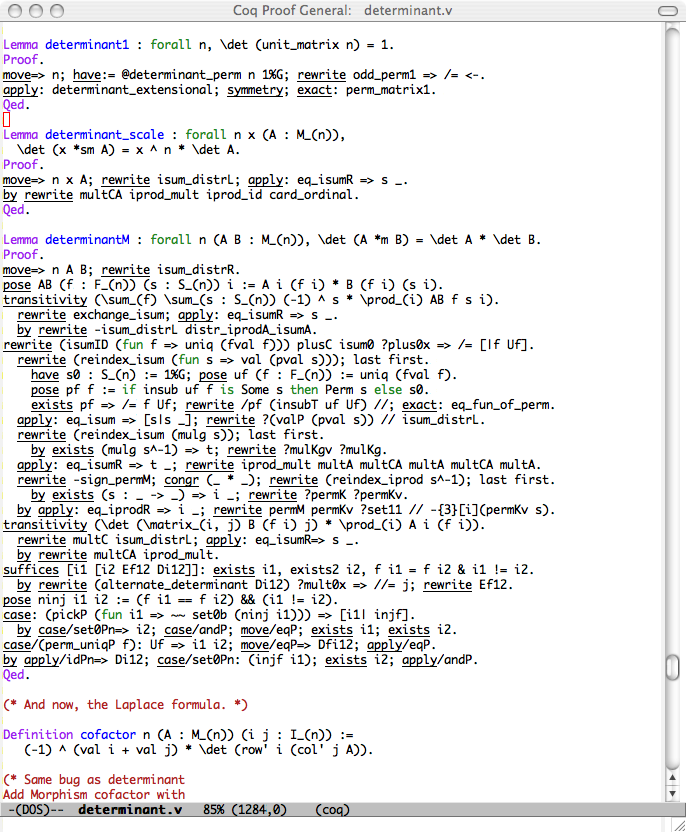 Coq Proof General:   determinant.v
Lemma determinant1 : forall n, \det (unit_matrix n) = 1.
Proof.
move=> n; have:= @determinant_perm n 1%G; rewrite odd_perm1 => /= <-.
apply: determinant_extensional; symmetry; exact: perm_matrix1.
Qed.
Lemma determinant_scale : forall n x (A : M_(n)),
  \det (x *sm A) = x ^ n * \det A.
Proof.
move=> n x A; rewrite isum_distrL; apply: eq_isumR => s _.
by rewrite multCA iprod_mult iprod_id card_ordinal.
Qed.
Lemma determinantM : forall n (A B : M_(n)), \det (A *m B) = \det A * \det B.
Proof.
move=> n A B; rewrite isum_distrR.
pose AB (f : F_(n)) (s : S_(n)) i := A i (f i) * B (f i) (s i).
transitivity (\sum_(f) \sum_(s : S_(n)) (-1) ^ s * \prod_(i) AB f s i).
  rewrite exchange_isum; apply: eq_isumR => s _.
  by rewrite -isum_distrL distr_iprodA_isumA.
rewrite (isumID (fun f => uniq (fval f))) plusC isum0 ?plus0x => /= [|f Uf].
  rewrite (reindex_isum (fun s => val (pval s))); last first.
    have s0 : S_(n) := 1%G; pose uf (f : F_(n)) := uniq (fval f).
    pose pf f := if insub uf f is Some s then Perm s else s0.
    exists pf => /= f Uf; rewrite /pf (insubT uf Uf) //; exact: eq_fun_of_perm.
  apply: eq_isum => [s|s _]; rewrite ?(valP (pval s)) // isum_distrL.
  rewrite (reindex_isum (mulg s)); last first.
    by exists (mulg s^-1) => t; rewrite ?mulKgv ?mulKg.
  apply: eq_isumR => t _; rewrite iprod_mult multA multCA multA multCA multA.
  rewrite -sign_permM; congr (_ * _); rewrite (reindex_iprod s^-1); last first.
    by exists (s : _ -> _) => i _; rewrite ?permK ?permKv.
  by apply: eq_iprodR => i _; rewrite permM permKv ?set11 // -{3}[i](permKv s).
transitivity (\det (\matrix_(i, j) B (f i) j) * \prod_(i) A i (f i)).
  rewrite multC isum_distrL; apply: eq_isumR=> s _.
  by rewrite multCA iprod_mult.
suffices [i1 [i2 Ef12 Di12]]: exists i1, exists2 i2, f i1 = f i2 & i1 != i2.
  by rewrite (alternate_determinant Di12) ?mult0x => //= j; rewrite Ef12.
pose ninj i1 i2 := (f i1 == f i2) && (i1 != i2).
case: (pickP (fun i1 => ~~ set0b (ninj i1))) => [i1| injf].
  by case/set0Pn=> i2; case/andP; move/eqP; exists i1; exists i2.
case/(perm_uniqP f): Uf => i1 i2; move/eqP=> Dfi12; apply/eqP.
by apply/idPn=> Di12; case/set0Pn: (injf i1); exists i2; apply/andP.
Qed.
(* And now, the Laplace formula. *)
Definition cofactor n (A : M_(n)) (i j : I_(n)) :=
   (-1) ^ (val i + val j) * \det (row' i (col' j A)).
(* Same bug as determinant
Add Morphism cofactor with
-(DOS)--  determinant.v   85% (1284,0)    (coq)